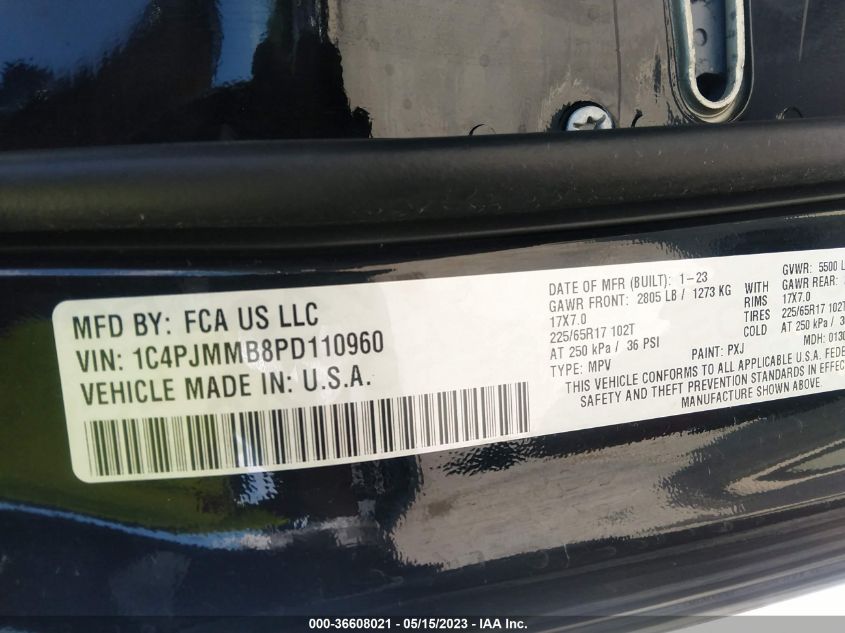 MFD BY: FCA US LLC
VIN: 1C4PJMMB8PD110960
VEHICLE MADE IN: U.S.A.
DATE OF MFR (BUILT): 1-23
GAWR FRONT: 2805 LB / 1273 KG WITH
17X7.0 RIMS
225/65R17 102T TIRES
AT 250 kPa / 36 PSI COLD
TYPE: MPV PAINT: PXJ
GVWR: 5500 L
GAWR REAR:
17X7.0
225/65R17 102T
AT 250 kPa /
MDH: 0130
THIS VEHICLE CONFORMS TO ALL APPLICABLE U.S.A. FEDE
SAFETY AND THEFT PREVENTION STANDARDS IN EFFEC
MANUFACTURE SHOWN ABOVE.
000-36608021 - 05/15/2023 - IAA Inc.